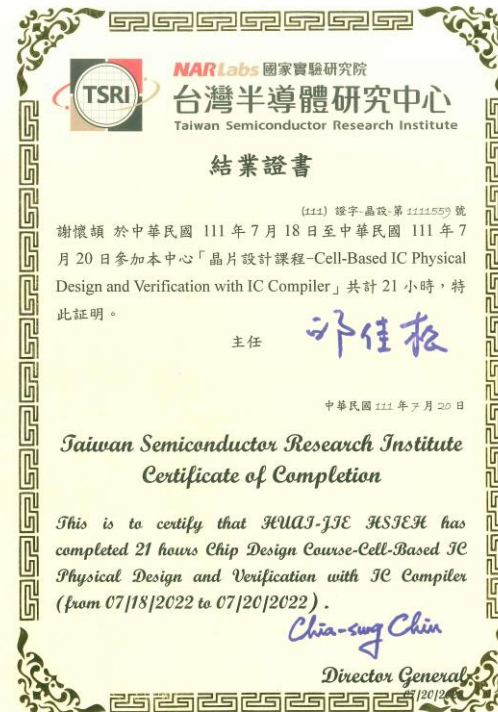 TSRI
NARLabs 國家實驗研究院
台灣半導體研究中心
Taiwan Semiconductor Research Institute
結業證書
(111) 證字-晶設-第 1111559 號
謝懷頡 於中華民國 111 年 7 月 18 日至中華民國 111 年 7
月 20 日參加本中心「晶片設計課程-Cell-Based IC Physical
Design and Verification with IC Compiler」共計 21 小時，特
此証明。
主任
中華民國 111 年 7 月 20 日
Taiwan Semiconductor Research Institute
Certificate of Completion
This is to certify that HUAI-JIE HSIEH has
completed 21 hours Chip Design Course-Cell-Based IC
Physical Design and Verification with IC Compiler
(from 07/18/2022 to 07/20/2022) .
Director General